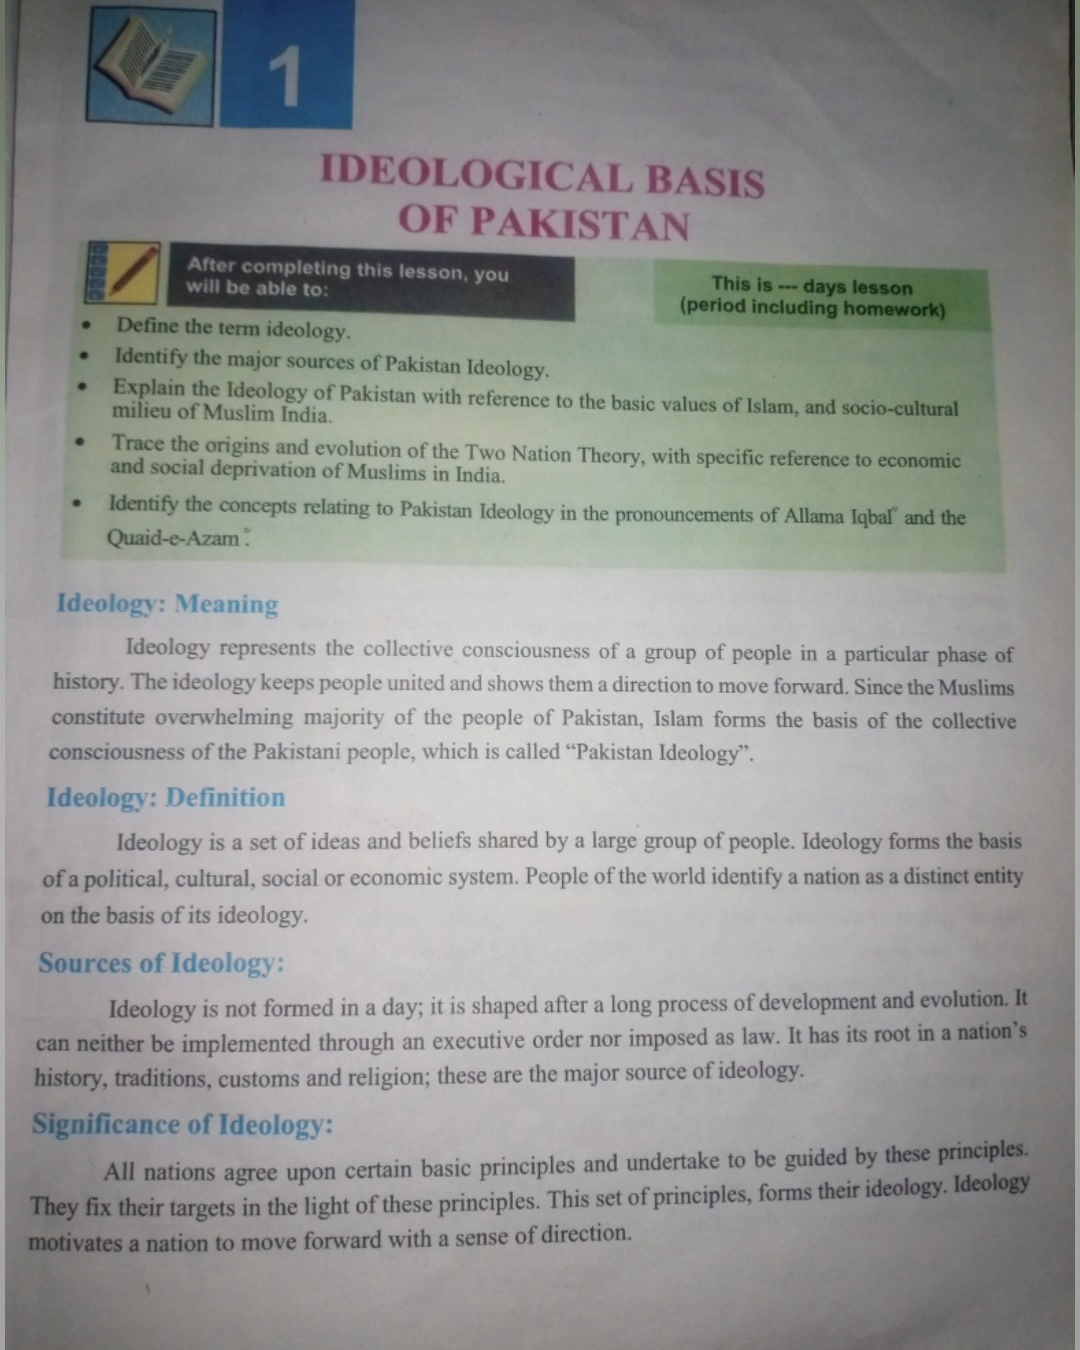 1
IDEOLOGICAL BASIS
OF PAKISTAN
After completing this lesson, you
will be able to:
This is --- days lesson
(period including homework)
• Define the term ideology.
• Identify the major sources of Pakistan Ideology.
• Explain the Ideology of Pakistan with reference to the basic values of Islam, and socio-cultural
milieu of Muslim India.
• Trace the origins and evolution of the Two Nation Theory, with specific reference to economic
and social deprivation of Muslims in India.
• Identify the concepts relating to Pakistan Ideology in the pronouncements of Allama Iqbal and the
Quaid-e-Azam.
Ideology: Meaning
Ideology represents the collective consciousness of a group of people in a particular phase of
history. The ideology keeps people united and shows them a direction to move forward. Since the Muslims
constitute overwhelming majority of the people of Pakistan, Islam forms the basis of the collective
consciousness of the Pakistani people, which is called “Pakistan Ideology”.
Ideology: Definition
Ideology is a set of ideas and beliefs shared by a large group of people. Ideology forms the basis
of a political, cultural, social or economic system. People of the world identify a nation as a distinct entity
on the basis of its ideology.
Sources of Ideology:
Ideology is not formed in a day; it is shaped after a long process of development and evolution. It
can neither be implemented through an executive order nor imposed as law. It has its root in a nation’s
history, traditions, customs and religion; these are the major source of ideology.
Significance of Ideology:
All nations agree upon certain basic principles and undertake to be guided by these principles.
They fix their targets in the light of these principles. This set of principles, forms their ideology. Ideology
motivates a nation to move forward with a sense of direction.